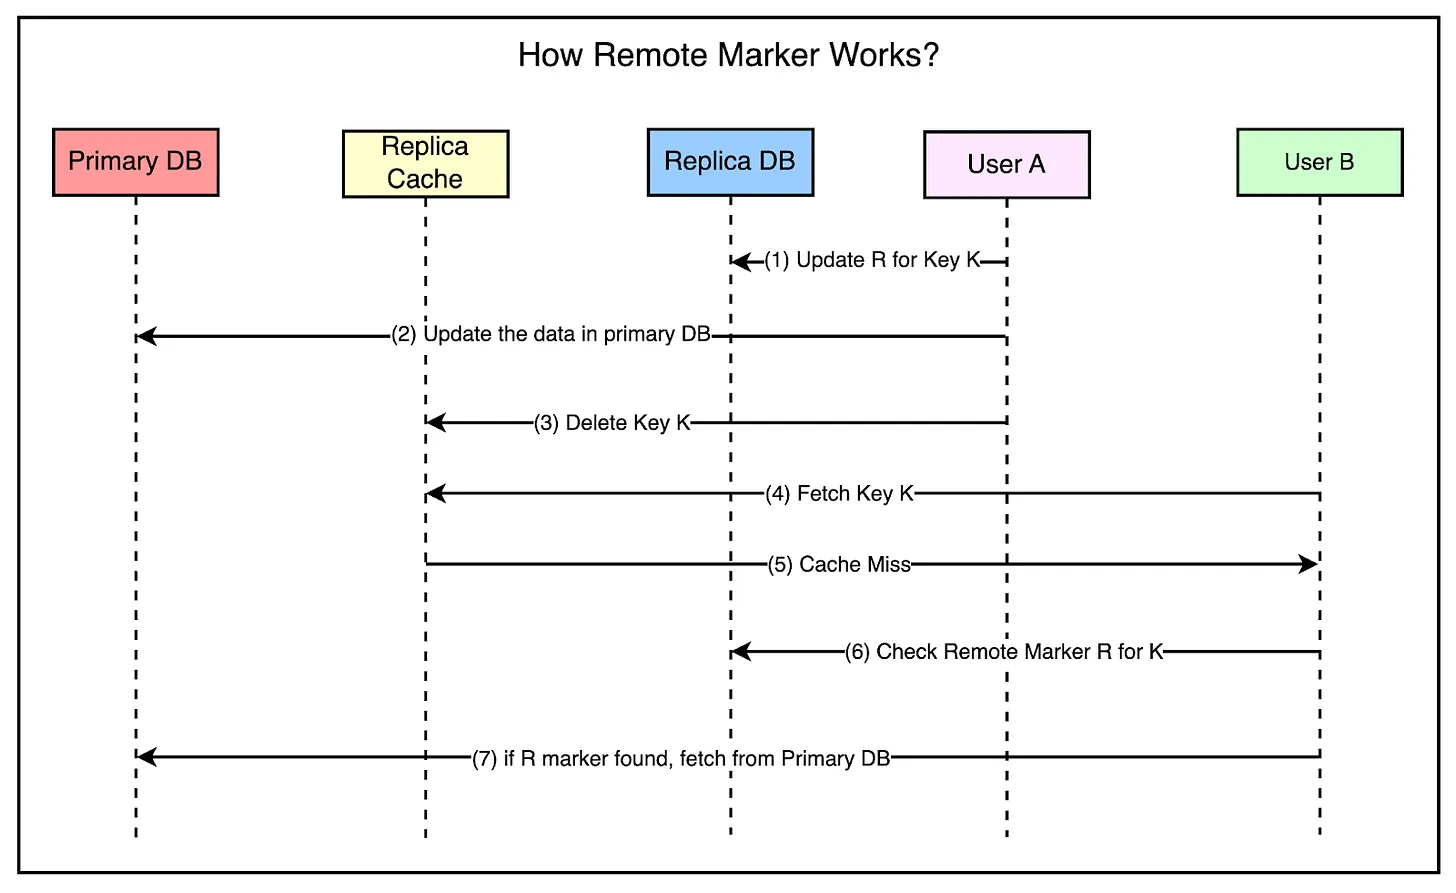 How Remote Marker Works?
Primary DB
Replica
Cache
Replica DB
User A
User B
(1) Update R for Key K
(2) Update the data in primary DB
(3) Delete Key K
(4) Fetch Key K
(5) Cache Miss
(6) Check Remote Marker R for K
(7) if R marker found, fetch from Primary DB